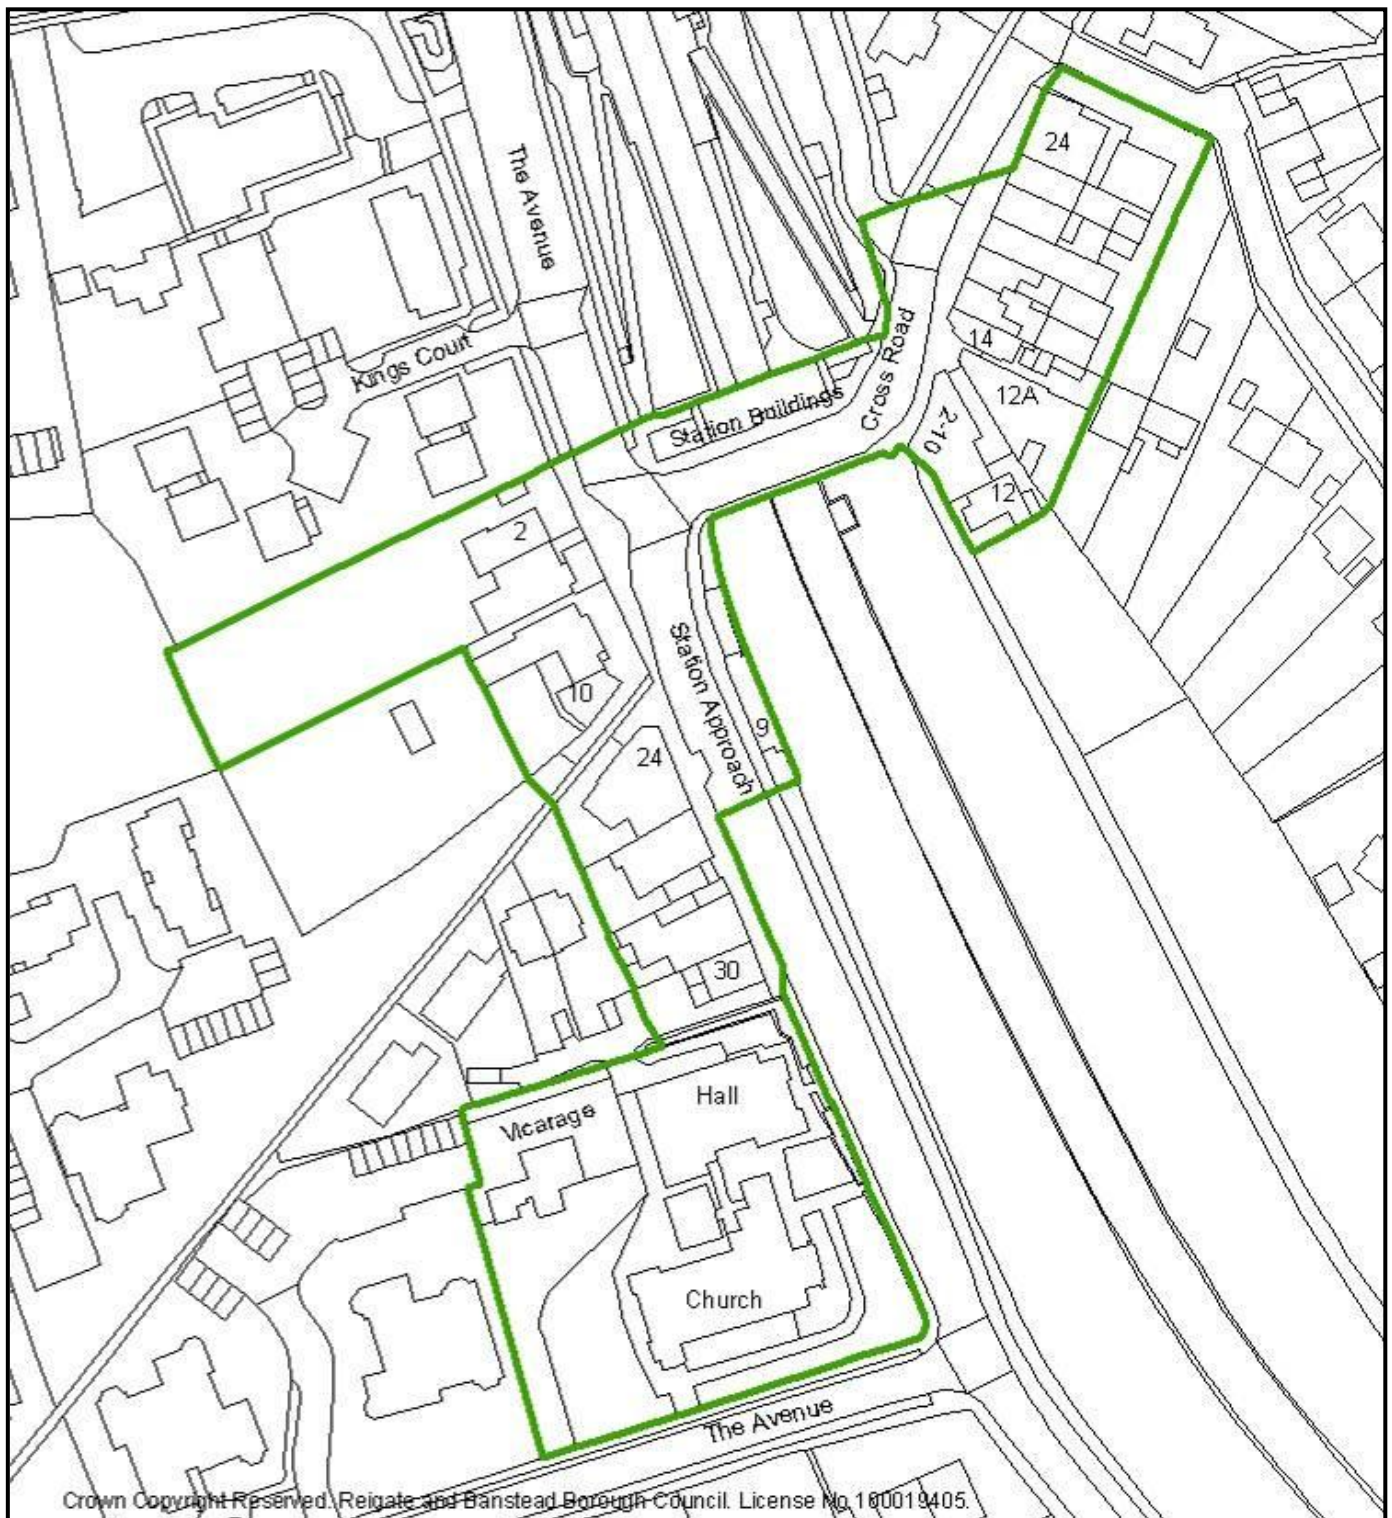 24
The Avenue
Kings Court
Cross Road
14
Station Buildings
12A
2-10
12
2
Station Approach
10
9
24
30
Hall
Vicarage
Church
The Avenue
Crown Copyright Reserved. Reigate and Banstead Borough Council. License No 100019405.